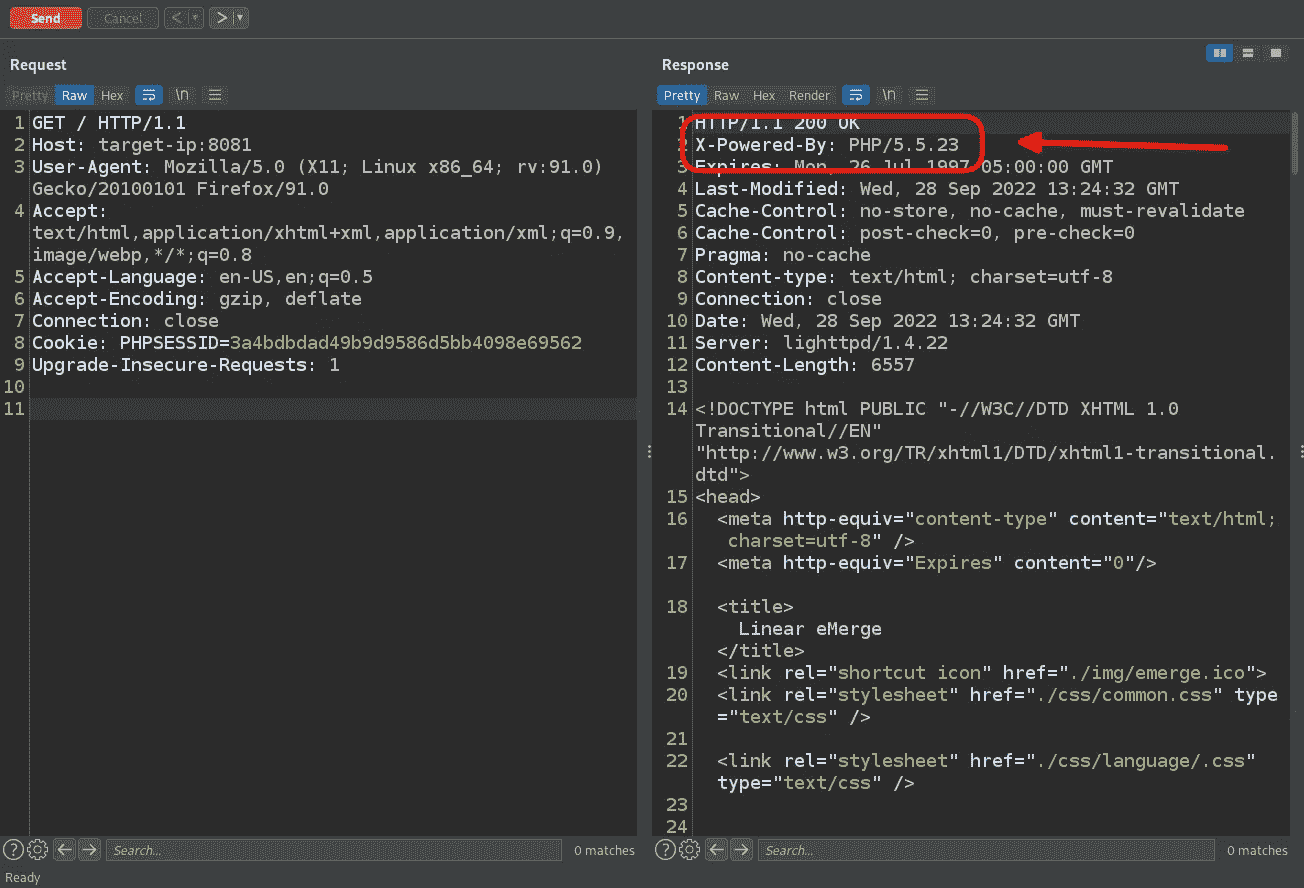 Send Cancel < >
Request
Pretty Raw Hex \n
1 GET / HTTP/1.1
2 Host: target-ip:8081
3 User-Agent: Mozilla/5.0 (X11; Linux x86_64; rv:91.0)
Gecko/20100101 Firefox/91.0
4 Accept:
text/html,application/xhtml+xml,application/xml;q=0.9,
image/webp,*/*;q=0.8
5 Accept-Language: en-US,en;q=0.5
6 Accept-Encoding: gzip, deflate
7 Connection: close
8 Cookie: PHPSESSID=3a4bdbdad49b9d9586d5bb4098e69562
9 Upgrade-Insecure-Requests: 1
10
11
? Search... 0 matches
Response
Pretty Raw Hex Render \n
1 HTTP/1.1 200 OK
2 X-Powered-By: PHP/5.5.23
3 Expires: Mon, 26 Jul 1997 05:00:00 GMT
4 Last-Modified: Wed, 28 Sep 2022 13:24:32 GMT
5 Cache-Control: no-store, no-cache, must-revalidate
6 Cache-Control: post-check=0, pre-check=0
7 Pragma: no-cache
8 Content-type: text/html; charset=utf-8
9 Connection: close
10 Date: Wed, 28 Sep 2022 13:24:32 GMT
11 Server: lighttpd/1.4.22
12 Content-Length: 6557
13
14 <!DOCTYPE html PUBLIC "-//W3C//DTD XHTML 1.0
Transitional//EN"
"http://www.w3.org/TR/xhtml1/DTD/xhtml1-transitional.
dtd">
15 <head>
16 <meta http-equiv="content-type" content="text/html;
charset=utf-8" />
17 <meta http-equiv="Expires" content="0"/>
18 <title>
Linear eMerge
</title>
19 <link rel="shortcut icon" href="./img/emerge.ico">
20 <link rel="stylesheet" href="./css/common.css" type
="text/css" />
21
22 <link rel="stylesheet" href="./css/language/.css"
type="text/css" />
23
24
? Search... 0 matches
Ready